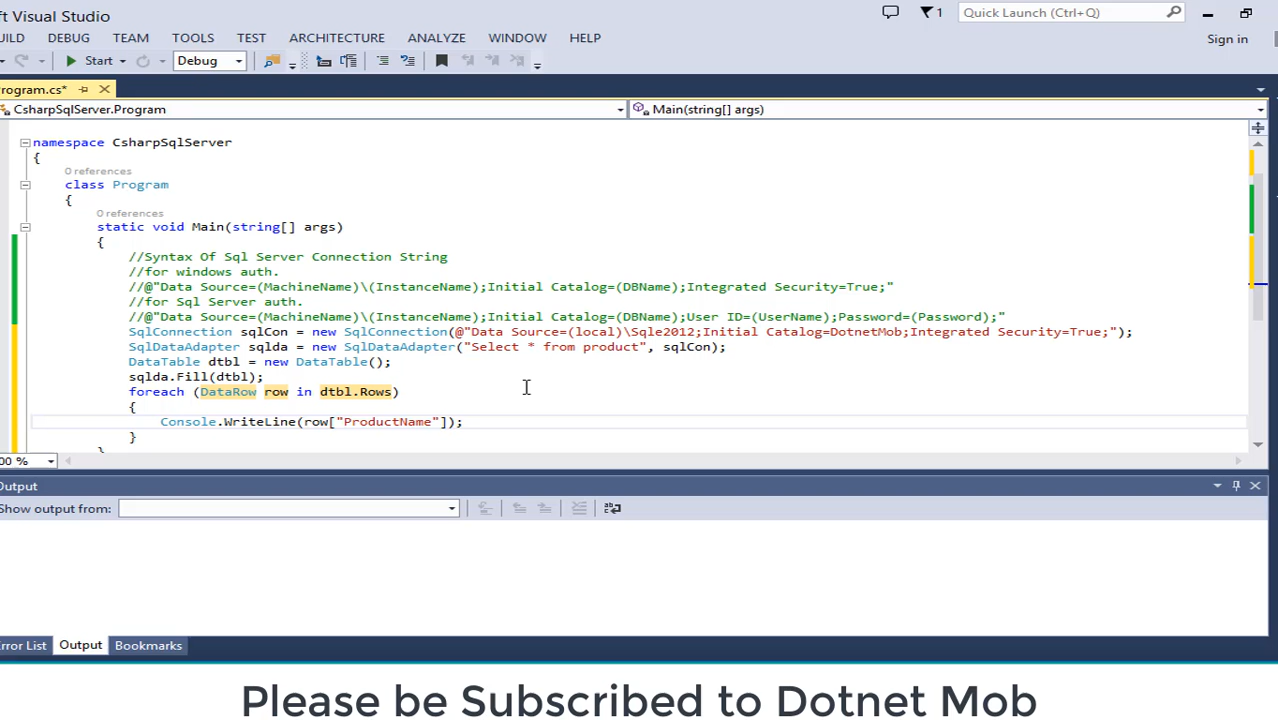 ft Visual Studio
1
Quick Launch (Ctrl+Q)
UILD DEBUG TEAM TOOLS TEST ARCHITECTURE ANALYZE WINDOW HELP
Sign in
Start Debug
rogram.cs*
CsharpSqlServer.Program
Main(string[] args)
namespace CsharpSqlServer
{
0 references
class Program
{
0 references
static void Main(string[] args)
{
//Syntax Of Sql Server Connection String
//for windows auth.
//@"Data Source=(MachineName)\(InstanceName);Initial Catalog=(DBName);Integrated Security=True;"
//for Sql Server auth.
//@"Data Source=(MachineName)\(InstanceName);Initial Catalog=(DBName);User ID=(UserName);Password=(Password);"
SqlConnection sqlCon = new SqlConnection(@"Data Source=(local)\Sqle2012;Initial Catalog=DotnetMob;Integrated Security=True;");
SqlDataAdapter sqlda = new SqlDataAdapter("Select * from product", sqlCon);
DataTable dtbl = new DataTable();
sqlda.Fill(dtbl);
foreach (DataRow row in dtbl.Rows)
{
Console.WriteLine(row["ProductName"]);
}
00 %
Output
Show output from:
Error List Output Bookmarks
Please be Subscribed to Dotnet Mob